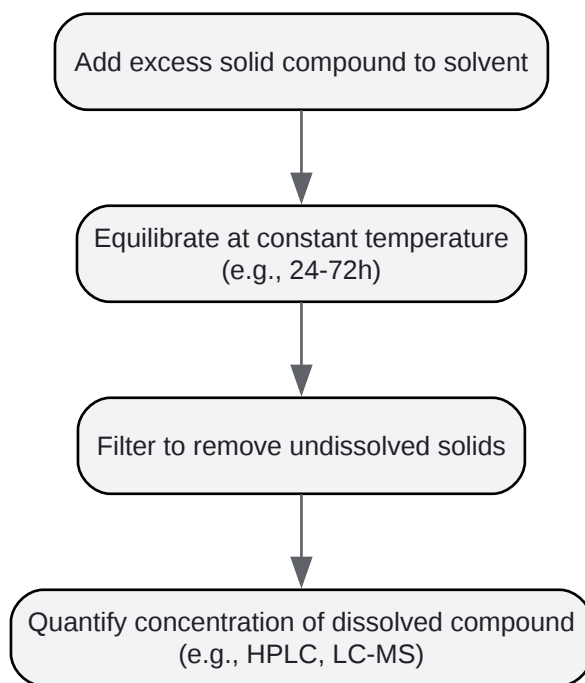 Add excess solid compound to solvent
Equilibrate at constant temperature
(e.g., 24-72h)
Filter to remove undissolved solids
Quantify concentration of dissolved compound
(e.g., HPLC, LC-MS)